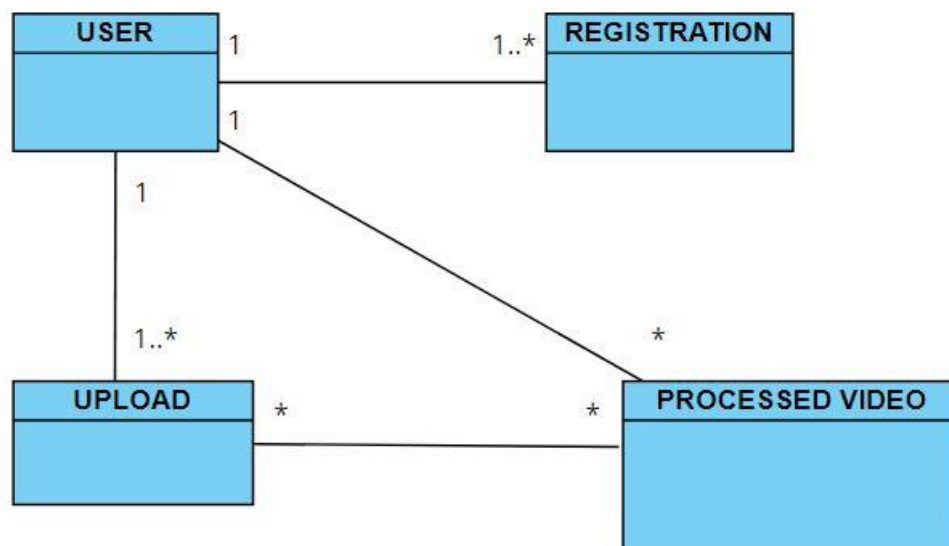 USER
REGISTRATION
1
1..*
1
1
1..*
*
UPLOAD
PROCESSED VIDEO
*
*